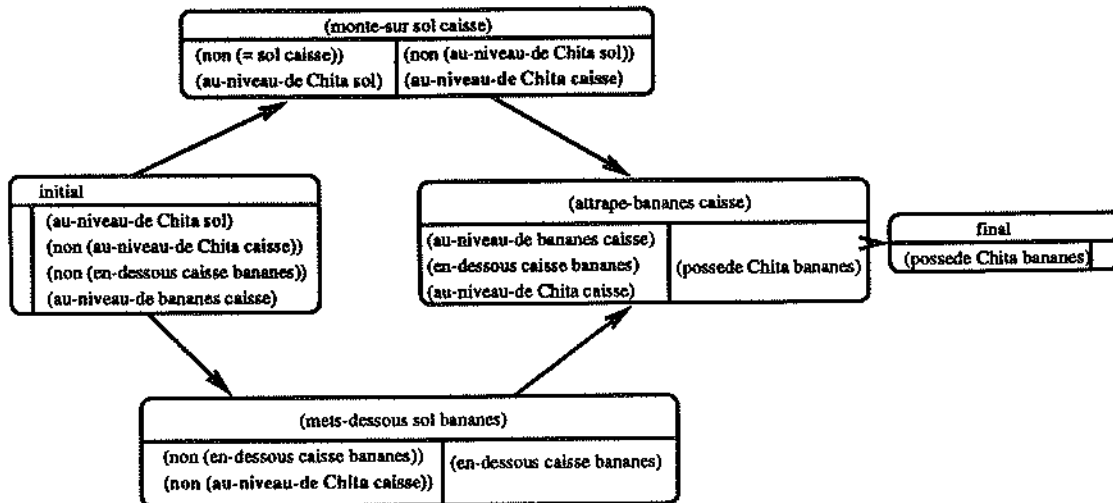 (monte-sur sol caisse)
(non (= sol caisse))
(au-niveau-de Chita sol)
(non (au-niveau-de Chita sol))
(au-niveau-de Chita caisse)
initial
(au-niveau-de Chita sol)
(non (au-niveau-de Chita caisse))
(non (en-dessous caisse bananes))
(au-niveau-de bananes caisse)
(attrape-bananes caisse)
(au-niveau-de bananes caisse)
(en-dessous caisse bananes)
(au-niveau-de Chita caisse)
(possede Chita bananes)
final
(possede Chita bananes)
(mets-dessous sol bananes)
(non (en-dessous caisse bananes))
(non (au-niveau-de Chita caisse))
(en-dessous caisse bananes)